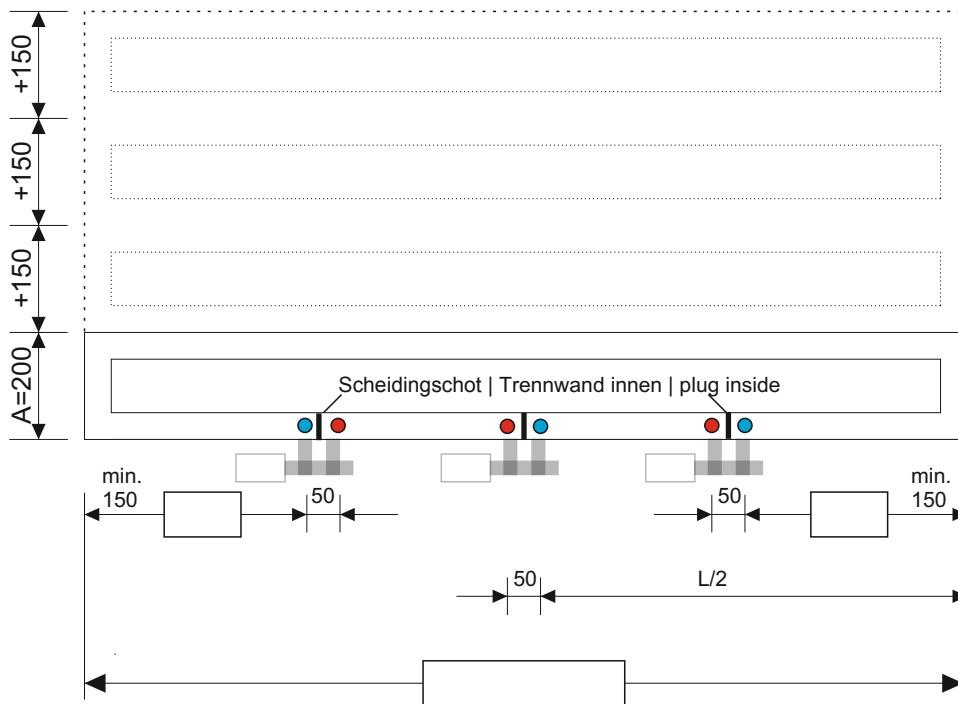 +150
+150
+150
A=200
Scheidingschot | Trennwand innen | plug inside
min.
150
50
50
min.
150
50
L/2